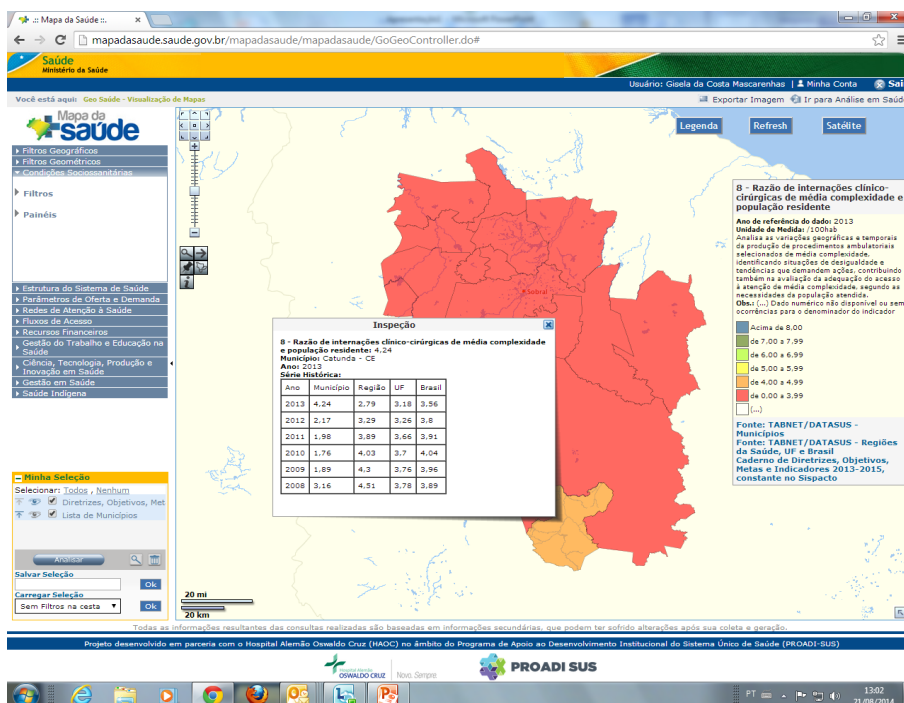 .:: Mapa da Saúde ::.
mapadasaude.saude.gov.br/mapadasaude/mapadasaude/GoGeoController.do#
Saúde
Ministério da Saúde
Usuário: Gisela da Costa Mascarenhas | Minha Conta Sai
Você está aqui: Geo Saúde - Visualização de Mapas
Exportar Imagem Ir para Análise em Saúd
Mapa da
saúde
Legenda Refresh Satélite
Filtros Geográficos
Filtros Geométricos
Condições Sociossanitárias
Filtros
Painéis
Estrutura do Sistema de Saúde
Parâmetros de Oferta e Demanda
Redes de Atenção à Saúde
Fluxos de Acesso
Recursos Financeiros
Gestão do Trabalho e Educação na
Saúde
Ciência, Tecnologia, Produção e
Inovação em Saúde
Gestão em Saúde
Saúde Indígena
Sobral
Inspeção
8 - Razão de internações clínico-cirúrgicas de média complexidade
e população residente: 4,24
Município: Catunda - CE
Ano: 2013
Série Histórica:
Ano Município Região UF Brasil
2013 4,24 2,79 3,18 3,56
2012 2,17 3,29 3,26 3,8
2011 1,98 3,89 3,66 3,91
2010 1,76 4,03 3,7 4,04
2009 1,89 4,3 3,76 3,96
2008 3,16 4,51 3,78 3,89
8 - Razão de internações clínico-
cirúrgicas de média complexidade e
população residente
Ano de referência do dado: 2013
Unidade de Medida: /100hab
Analisa as variações geográficas e temporais
da produção de procedimentos ambulatoriais
selecionados de média complexidade,
identificando situações de desigualdade e
tendências que demandem ações, contribuindo
também na avaliação da adequação do acesso
à atenção de média complexidade, segundo as
necessidades da população atendida.
Obs.: (...) Dado numérico não disponível ou sem
ocorrências para o denominador do indicador
Acima de 8,00
de 7,00 a 7,99
de 6,00 a 6,99
de 5,00 a 5,99
de 4,00 a 4,99
de 0,00 a 3,99
(...)
Fonte: TABNET/DATASUS -
Municípios
Fonte: TABNET/DATASUS - Regiões
da Saúde, UF e Brasil
Caderno de Diretrizes, Objetivos,
Metas e Indicadores 2013-2015,
constante no Sispacto
Minha Seleção
Selecionar: Todos , Nenhum
Diretrizes, Objetivos, Met
Lista de Municípios
Analisar
Salvar Seleção
Ok
Carregar Seleção
Sem Filtros na cesta Ok
20 mi
20 km
Todas as informações resultantes das consultas realizadas são baseadas em informações secundárias, que podem ter sofrido alterações após sua coleta e geração.
Projeto desenvolvido em parceria com o Hospital Alemão Oswaldo Cruz (HAOC) no âmbito do Programa de Apoio ao Desenvolvimento Institucional do Sistema Único de Saúde (PROADI-SUS)
Hospital Alemão
OSWALDO CRUZ Novo. Sempre.
PROADI SUS
PT 13:02
21/08/2014